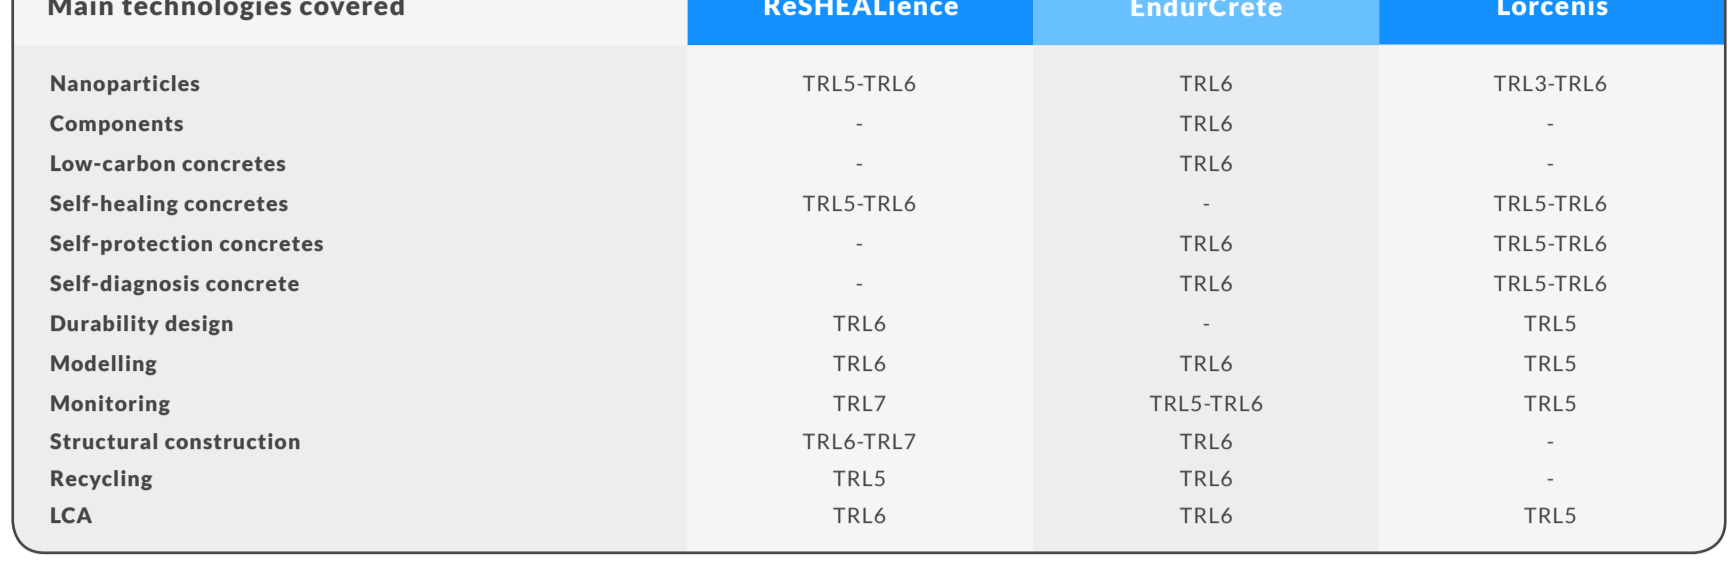 Main technologies covered ReSHEALience EndurCrete Lorcenis
Nanoparticles TRL5-TRL6 TRL6 TRL3-TRL6
Components - TRL6 -
Low-carbon concretes - TRL6 -
Self-healing concretes TRL5-TRL6 - TRL5-TRL6
Self-protection concretes - TRL6 TRL5-TRL6
Self-diagnosis concrete - TRL6 TRL5-TRL6
Durability design TRL6 - TRL5
Modelling TRL6 TRL6 TRL5
Monitoring TRL7 TRL5-TRL6 TRL5
Structural construction TRL6-TRL7 TRL6 -
Recycling TRL5 TRL6 -
LCA TRL6 TRL6 TRL5